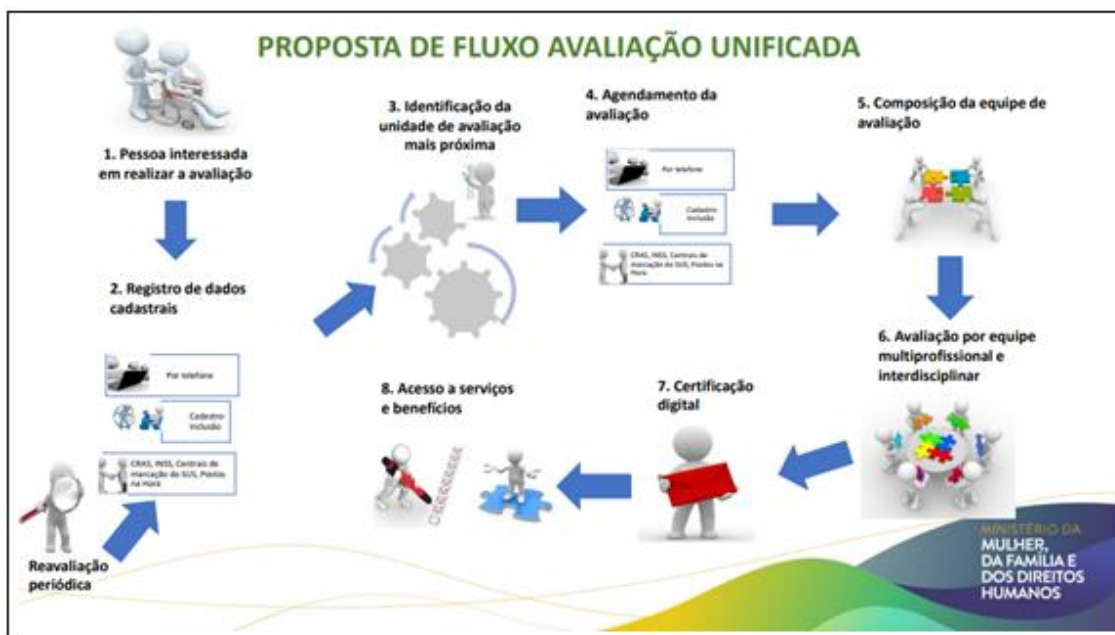 PROPOSTA DE FLUXO AVALIAÇÃO UNIFICADA
1. Pessoa interessada
em realizar a avaliação
2. Registro de dados
cadastrais
Por telefone
Cadastro
Inclusão
CRAS, INSS, Centrais de
marcação do SUS, Postos na
Hora
Reavaliação
periódica
3. Identificação da
unidade de avaliação
mais próxima
4. Agendamento da
avaliação
Por telefone
Cadastro
Inclusão
CRAS, INSS, Centrais de
marcação do SUS, Postos na
Hora
5. Composição da equipe de
avaliação
6. Avaliação por equipe
multiprofissional e
interdisciplinar
7. Certificação
digital
8. Acesso a serviços
e benefícios
MINISTÉRIO DA
MULHER,
DA FAMÍLIA E
DOS DIREITOS
HUMANOS